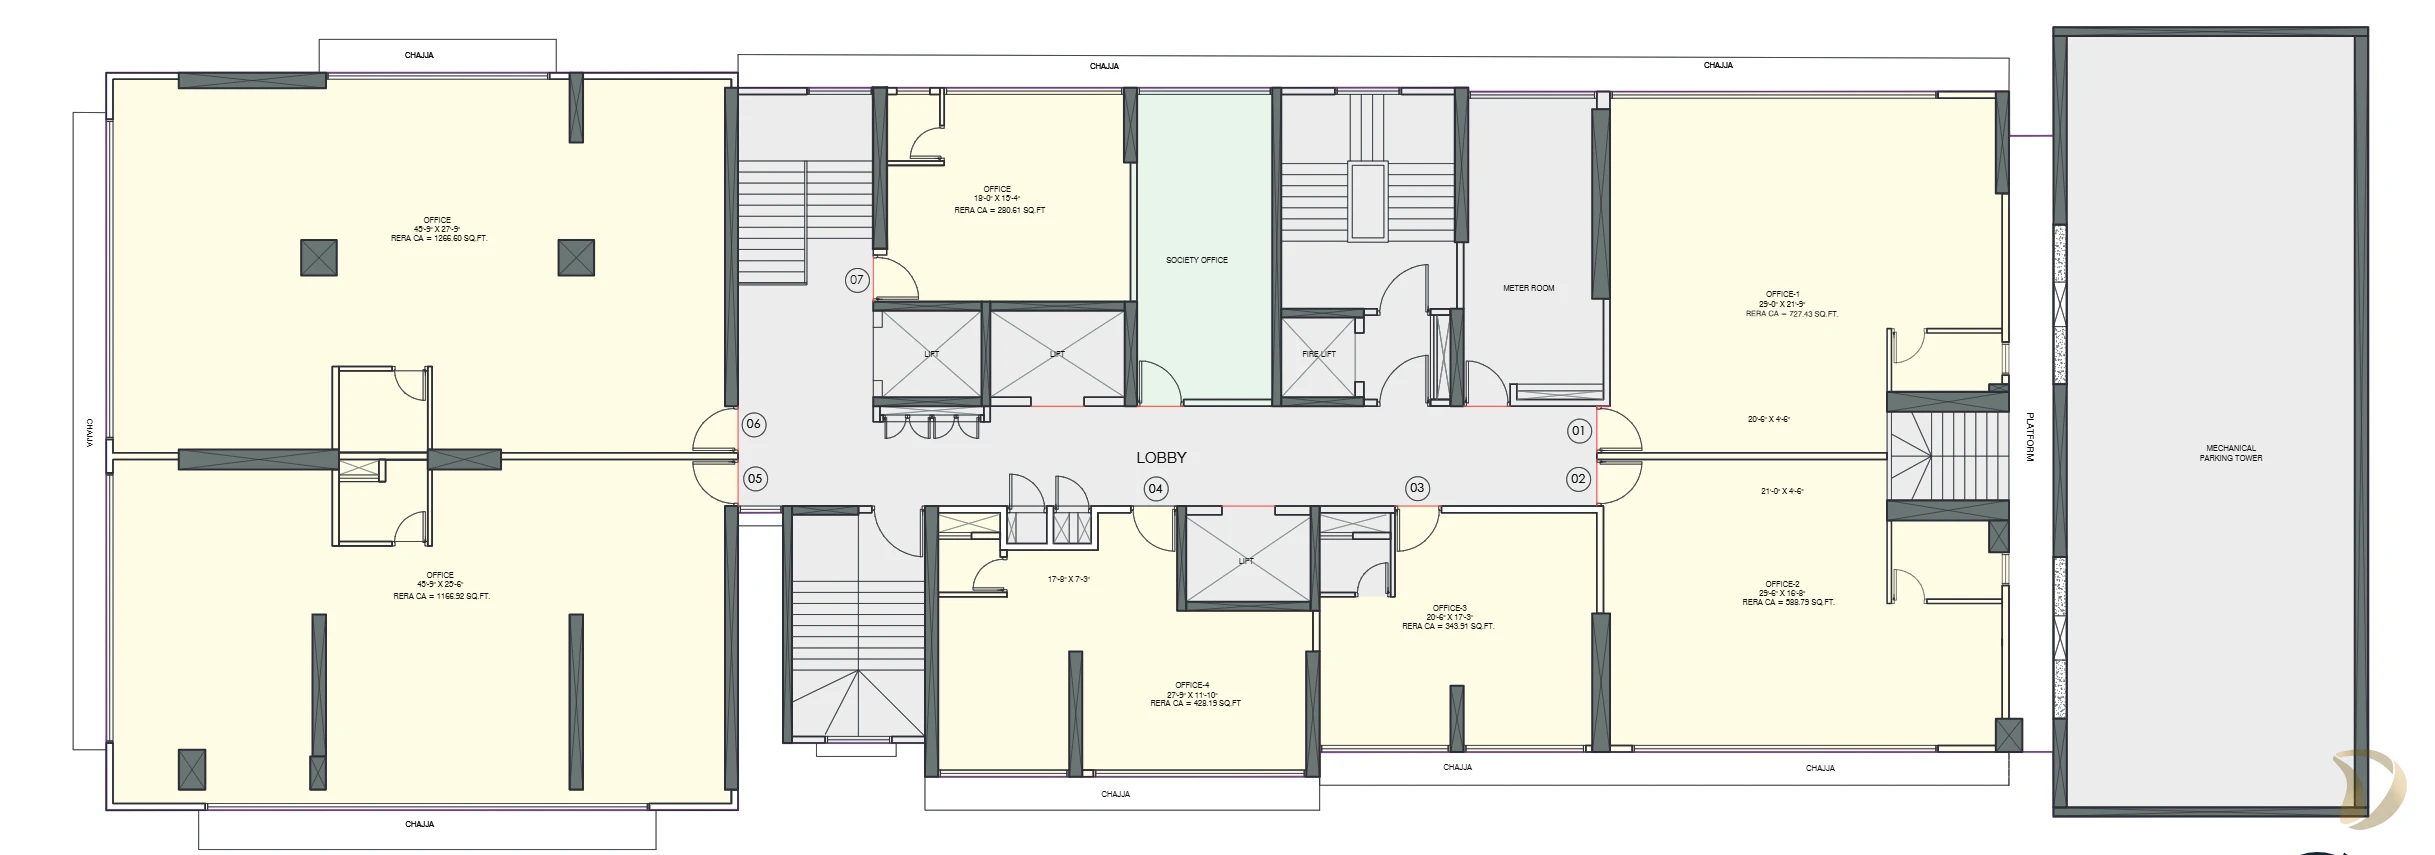 CHAJJA
CHAJJA
CHAJJA
OFFICE
45'-9" X 27'-9"
RERA CA = 1266.60 SQ.FT.
OFFICE
18'-0" X 15'-4"
RERA CA = 280.61 SQ.FT
SOCIETY OFFICE
07
METER ROOM
OFFICE-1
29'-0" X 21'-9"
RERA CA = 727.43 SQ.FT.
LIFT
LIFT
FIRE LIFT
CHAJJA
06
01
20'-6" X 4'-6"
PLATFORM
MECHANICAL
PARKING TOWER
LOBBY
05
04
03
02
21'-0" X 4'-6"
OFFICE
45'-9" X 25'-6"
RERA CA = 1166.92 SQ.FT.
17'-8" X 7'-3"
LIFT
OFFICE-3
20'-6" X 17'-3"
RERA CA = 343.91 SQ.FT.
OFFICE-2
29'-6" X 16'-8"
RERA CA = 588.79 SQ.FT.
OFFICE-4
27'-9" X 11'-10"
RERA CA = 428.19 SQ.FT
CHAJJA
CHAJJA
CHAJJA
CHAJJA